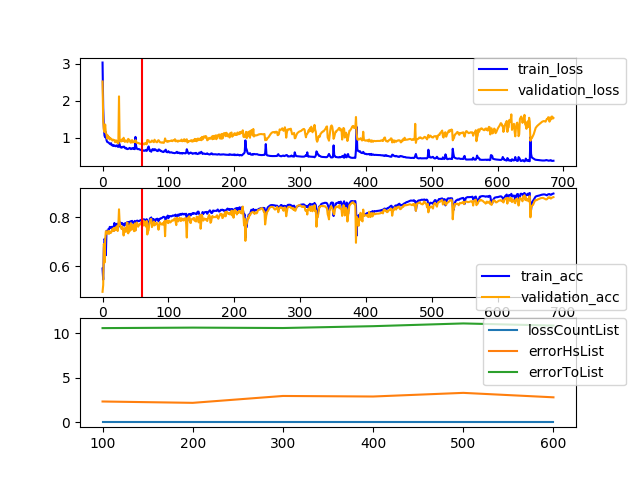 3
2
1
train_loss
validation_loss
0 100 200 300 400 500 600 700
0.8
0.6
train_acc
validation_acc
0 100 200 300 400 500 600 700
10
5
0
lossCountList
errorHsList
errorToList
100 200 300 400 500 600